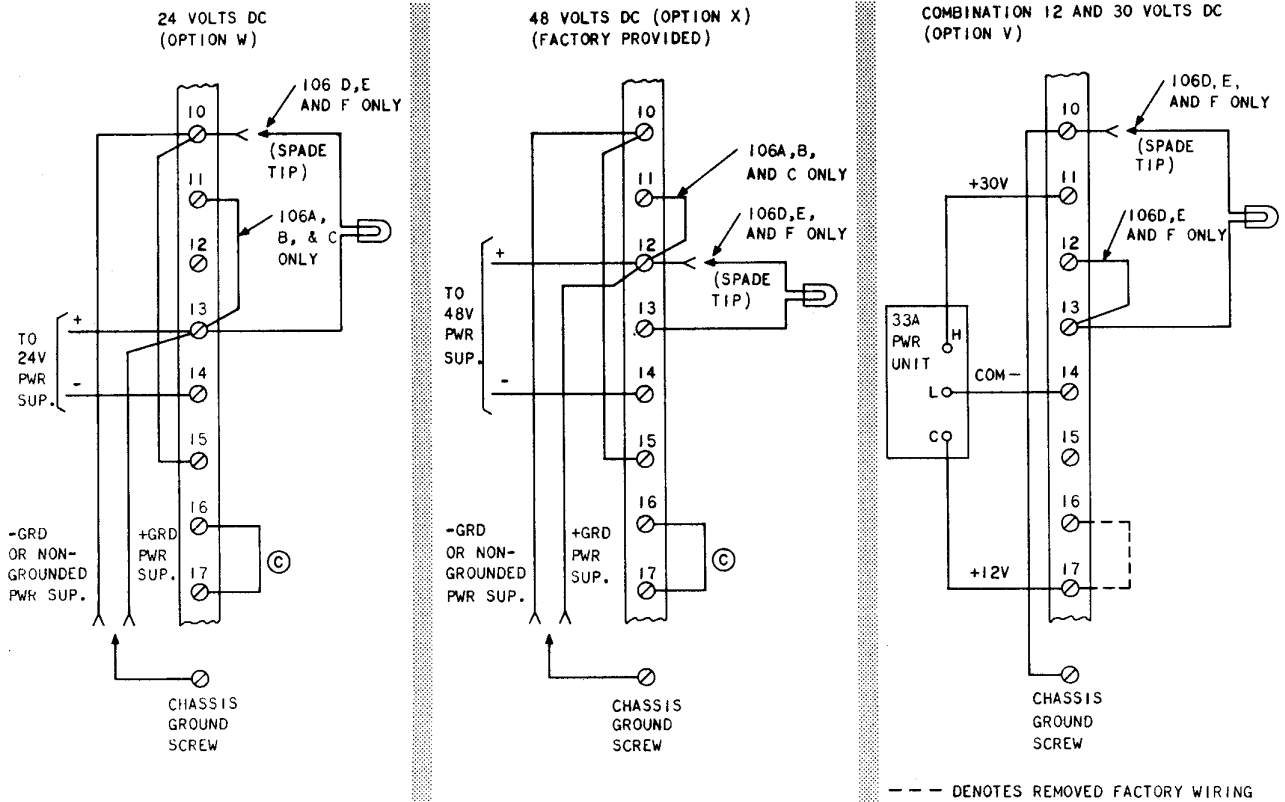 24 VOLTS DC
(OPTION W)
106 D,E
AND F ONLY
10
(SPADE
TIP)
11
106A,
B, & C
ONLY
12
13
+
TO
24V
PWR
SUP.
-
14
15
16
-GRD
OR NON-
GROUNDED
PWR SUP.
+GRD
PWR
SUP.
C
17
CHASSIS
GROUND
SCREW
48 VOLTS DC (OPTION X)
(FACTORY PROVIDED)
10
106A,B,
AND C ONLY
11
106D,E,
AND F ONLY
12
+
(SPADE
TIP)
TO
48V
PWR
SUP.
13
-
14
15
16
-GRD
OR NON-
GROUNDED
PWR SUP.
+GRD
PWR
SUP.
C
17
CHASSIS
GROUND
SCREW
COMBINATION 12 AND 30 VOLTS DC
(OPTION V)
106D,E,
AND F ONLY
10
(SPADE
TIP)
+30V
11
106D,E
AND F ONLY
12
13
33A
PWR
UNIT
H
L
COM-
14
C
15
16
+12V
17
CHASSIS
GROUND
SCREW
--- DENOTES REMOVED FACTORY WIRING